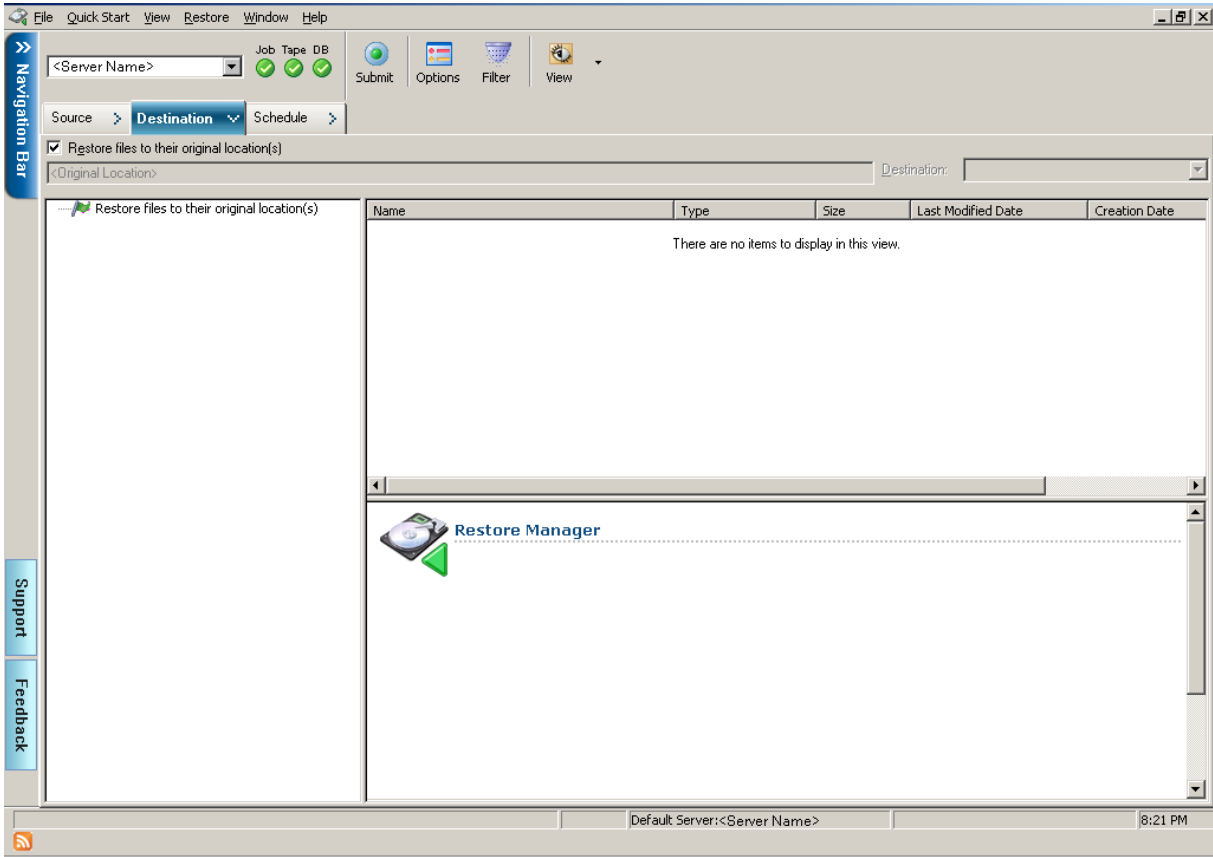 File Quick Start View Restore Window Help
Navigation Bar
<Server Name>
Job Tape DB
Submit Options Filter View
Source Destination Schedule
Restore files to their original location(s)
<Original Location> Destination:
Restore files to their original location(s)
Name Type Size Last Modified Date Creation Date
There are no items to display in this view.
Restore Manager
Support
Feedback
Default Server:<Server Name> 8:21 PM